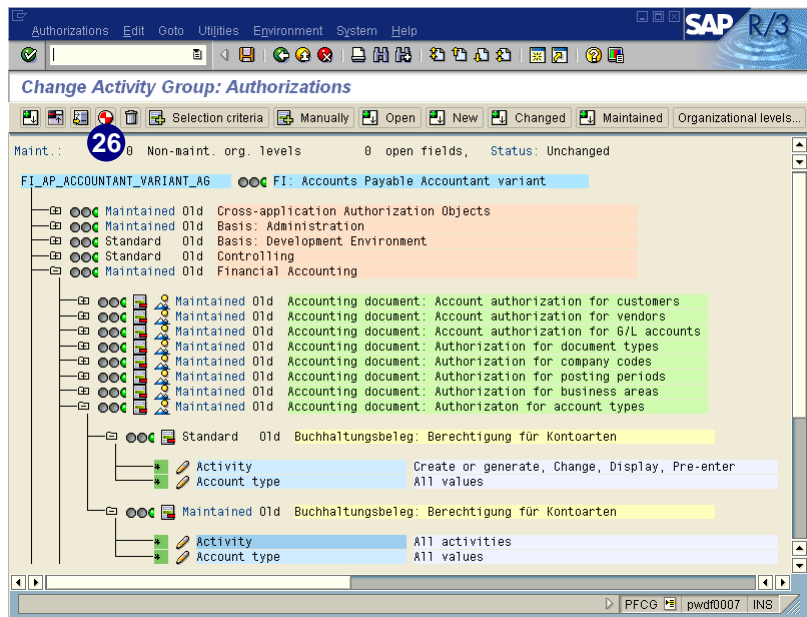 SAP R/3
Authorizations Edit Goto Utilities Environment System Help
Change Activity Group: Authorizations
Selection criteria Manually Open New Changed Maintained Organizational levels...
26
Maint.: 0 Non-maint. org. levels 0 open fields, Status: Unchanged
FI_AP_ACCOUNTANT_VARIANT_AG FI: Accounts Payable Accountant variant
Maintained Old Cross-application Authorization Objects
Maintained Old Basis: Administration
Standard Old Basis: Development Environment
Standard Old Controlling
Maintained Old Financial Accounting
Maintained Old Accounting document: Account authorization for customers
Maintained Old Accounting document: Account authorization for vendors
Maintained Old Accounting document: Account authorization for G/L accounts
Maintained Old Accounting document: Authorization for document types
Maintained Old Accounting document: Authorization for company codes
Maintained Old Accounting document: Authorization for posting periods
Maintained Old Accounting document: Authorization for business areas
Maintained Old Accounting document: Authorizaton for account types
Standard Old Buchhaltungsbeleg: Berechtigung für Kontoarten
Activity Create or generate, Change, Display, Pre-enter
Account type All values
Maintained Old Buchhaltungsbeleg: Berechtigung für Kontoarten
Activity All activities
Account type All values
PFCG pwdf0007 INS